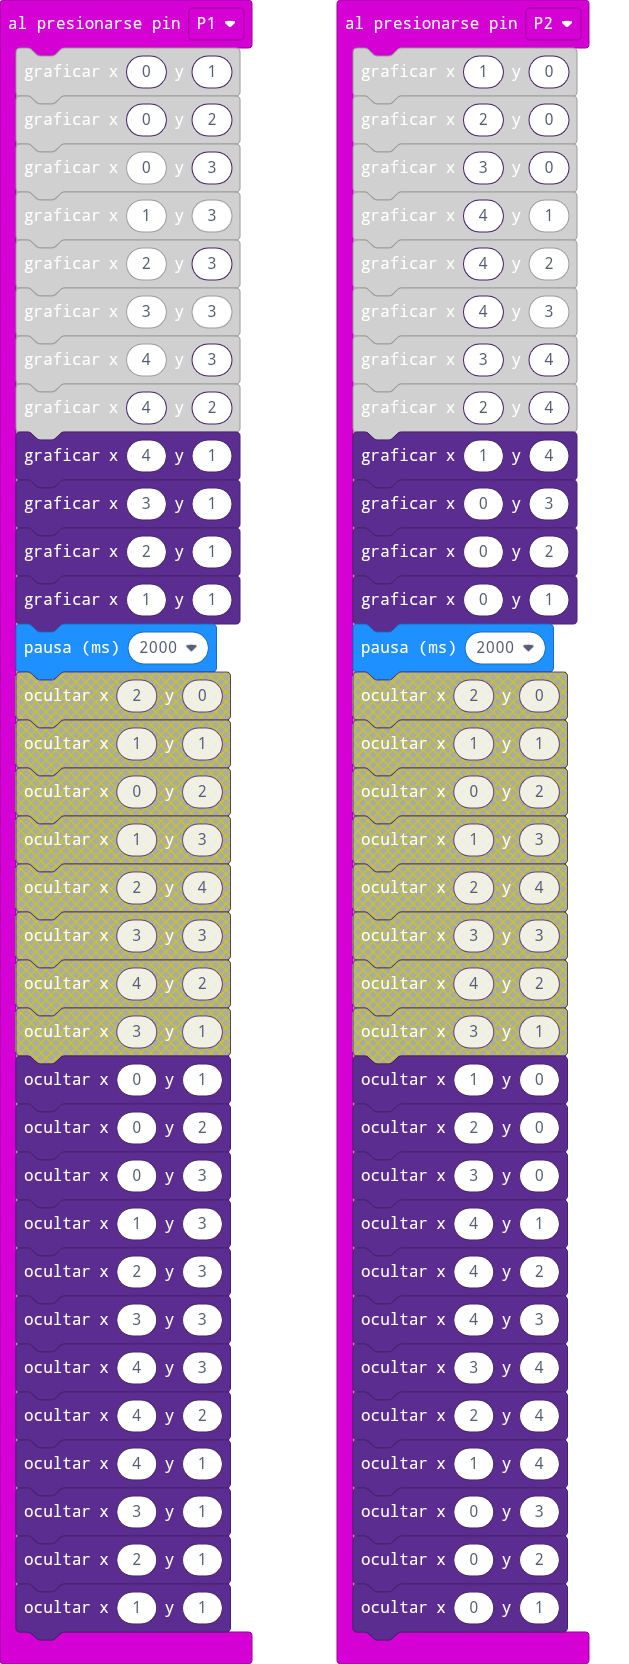 al presionarse pin P1
graficar x 0 y 1
graficar x 0 y 2
graficar x 0 y 3
graficar x 1 y 3
graficar x 2 y 3
graficar x 3 y 3
graficar x 4 y 3
graficar x 4 y 2
graficar x 4 y 1
graficar x 3 y 1
graficar x 2 y 1
graficar x 1 y 1
pausa (ms) 2000
ocultar x 2 y 0
ocultar x 1 y 1
ocultar x 0 y 2
ocultar x 1 y 3
ocultar x 2 y 4
ocultar x 3 y 3
ocultar x 4 y 2
ocultar x 3 y 1
ocultar x 0 y 1
ocultar x 0 y 2
ocultar x 0 y 3
ocultar x 1 y 3
ocultar x 2 y 3
ocultar x 3 y 3
ocultar x 4 y 3
ocultar x 4 y 2
ocultar x 4 y 1
ocultar x 3 y 1
ocultar x 2 y 1
ocultar x 1 y 1
al presionarse pin P2
graficar x 1 y 0
graficar x 2 y 0
graficar x 3 y 0
graficar x 4 y 1
graficar x 4 y 2
graficar x 4 y 3
graficar x 3 y 4
graficar x 2 y 4
graficar x 1 y 4
graficar x 0 y 3
graficar x 0 y 2
graficar x 0 y 1
pausa (ms) 2000
ocultar x 2 y 0
ocultar x 1 y 1
ocultar x 0 y 2
ocultar x 1 y 3
ocultar x 2 y 4
ocultar x 3 y 3
ocultar x 4 y 2
ocultar x 3 y 1
ocultar x 1 y 0
ocultar x 2 y 0
ocultar x 3 y 0
ocultar x 4 y 1
ocultar x 4 y 2
ocultar x 4 y 3
ocultar x 3 y 4
ocultar x 2 y 4
ocultar x 1 y 4
ocultar x 0 y 3
ocultar x 0 y 2
ocultar x 0 y 1